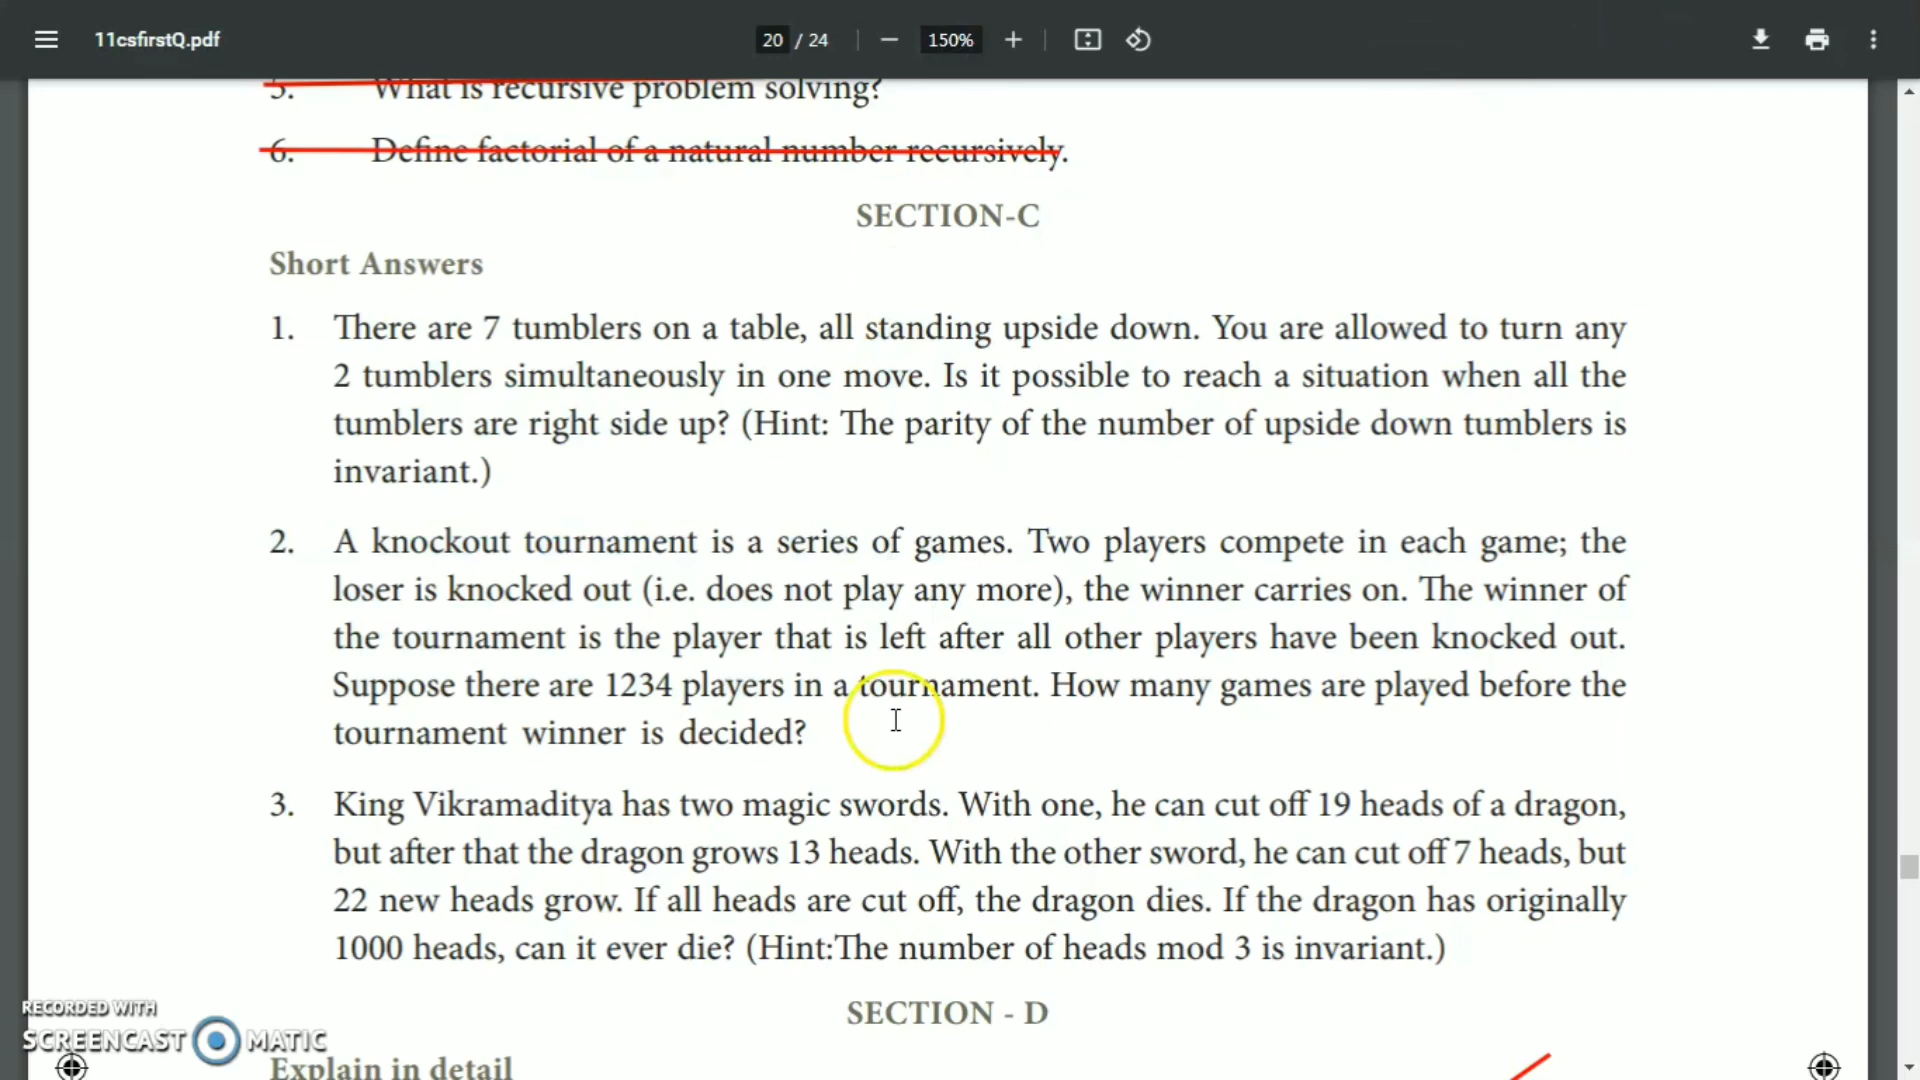 11csfirstQ.pdf
20 / 24
150%
5. What is recursive problem solving?
6. Define factorial of a natural number recursively.
SECTION-C
Short Answers
1. There are 7 tumblers on a table, all standing upside down. You are allowed to turn any
2 tumblers simultaneously in one move. Is it possible to reach a situation when all the
tumblers are right side up? (Hint: The parity of the number of upside down tumblers is
invariant.)
2. A knockout tournament is a series of games. Two players compete in each game; the
loser is knocked out (i.e. does not play any more), the winner carries on. The winner of
the tournament is the player that is left after all other players have been knocked out.
Suppose there are 1234 players in a tournament. How many games are played before the
tournament winner is decided?
3. King Vikramaditya has two magic swords. With one, he can cut off 19 heads of a dragon,
but after that the dragon grows 13 heads. With the other sword, he can cut off 7 heads, but
22 new heads grow. If all heads are cut off, the dragon dies. If the dragon has originally
1000 heads, can it ever die? (Hint:The number of heads mod 3 is invariant.)
SECTION - D
RECORDED WITH
SCREENCAST MATIC
Explain in detail